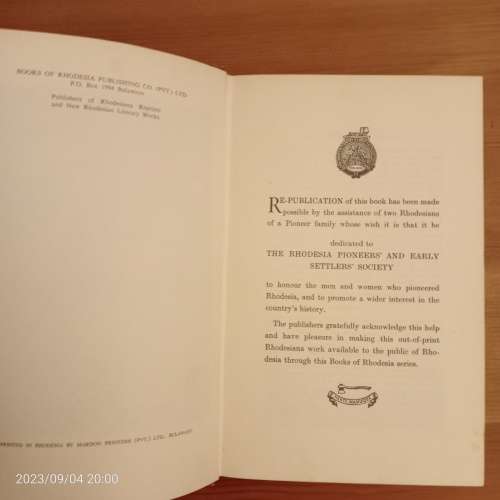 BOOKS OF RHODESIA PUBLISHING CO. (PVT.) LTD.
P.O. Box 1994 Bulawayo
Publishers of Rhodesiana Reprints
and New Rhodesian Literary Works
PRINTED IN RHODESIA BY MARDON PRINTERS (PVT.) LTD., BULAWAYO
RE-PUBLICATION of this book has been made
possible by the assistance of two Rhodesians
of a Pioneer family whose wish it is that it be
dedicated to
THE RHODESIA PIONEERS' AND EARLY
SETTLERS' SOCIETY
to honour the men and women who pioneered
Rhodesia, and to promote a wider interest in the
country's history.
The publishers gratefully acknowledge this help
and have pleasure in making this out-of-print
Rhodesiana work available to the public of Rho-
desia through this Books of Rhodesia series.
2023/09/04 20:00